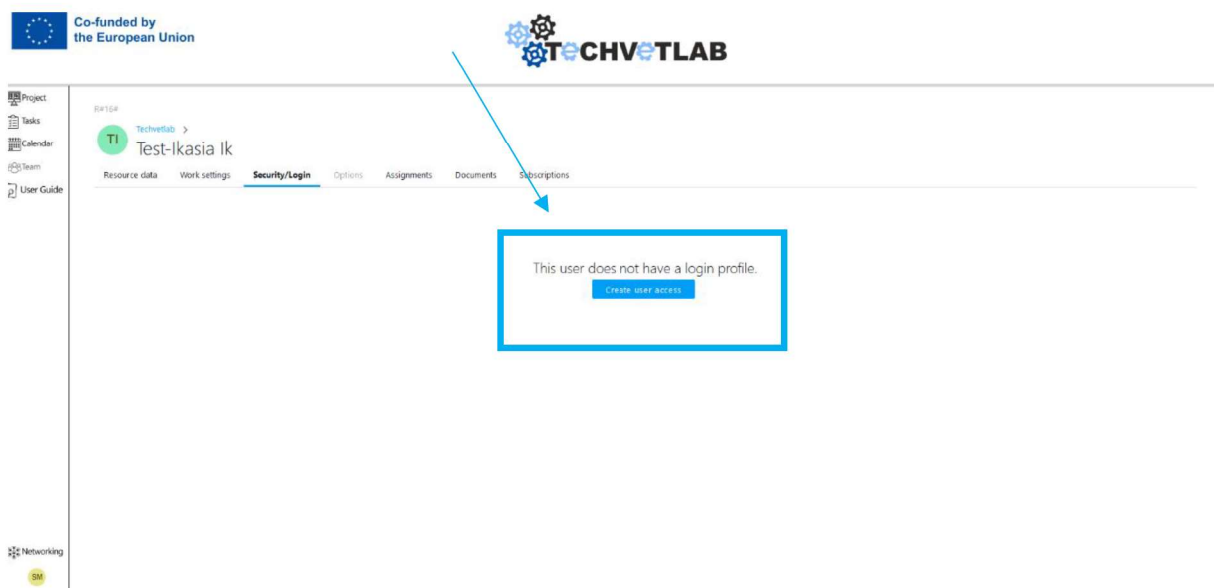 Co-funded by
the European Union
TECHVETLAB
Project
Tasks
Calendar
Team
User Guide
R#16#
Techvetlab >
TI
Test-Ikasia Ik
Resource data Work settings Security/Login Options Assignments Documents Subscriptions
This user does not have a login profile.
Create user access
Networking
SM